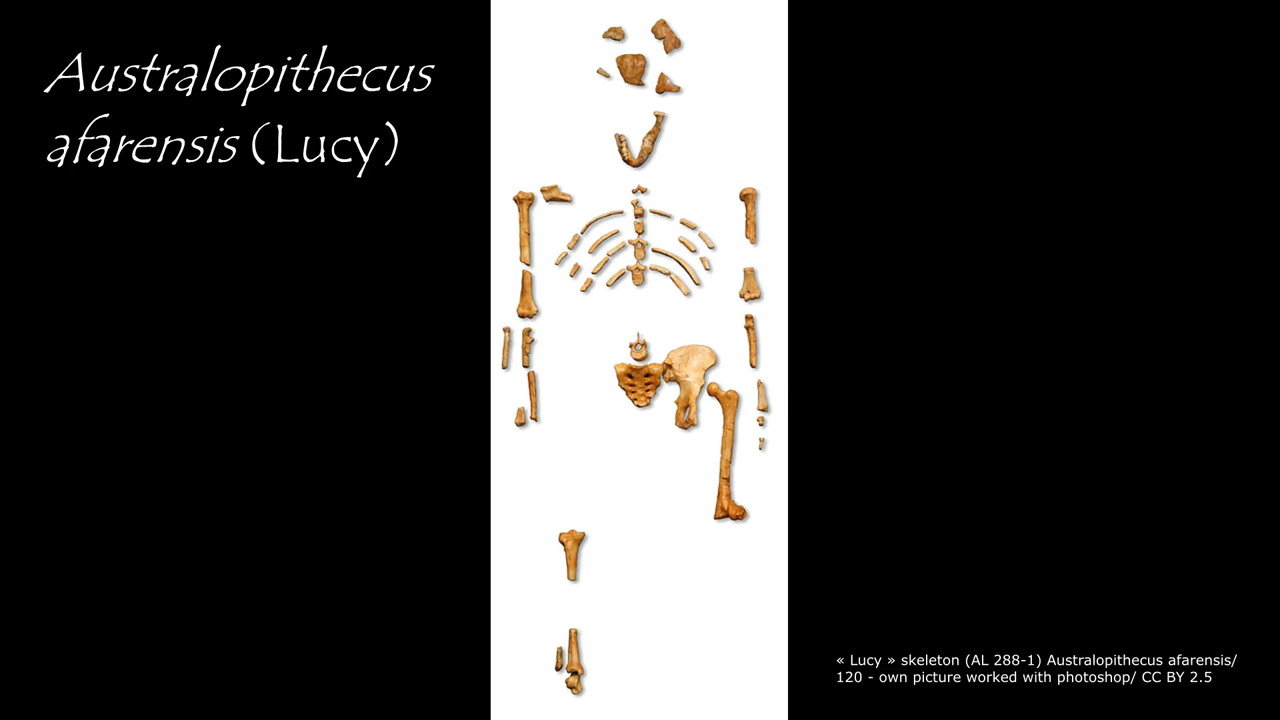 Australopithecus
afarensis (Lucy)
« Lucy » skeleton (AL 288-1) Australopithecus afarensis/
120 - own picture worked with photoshop/ CC BY 2.5